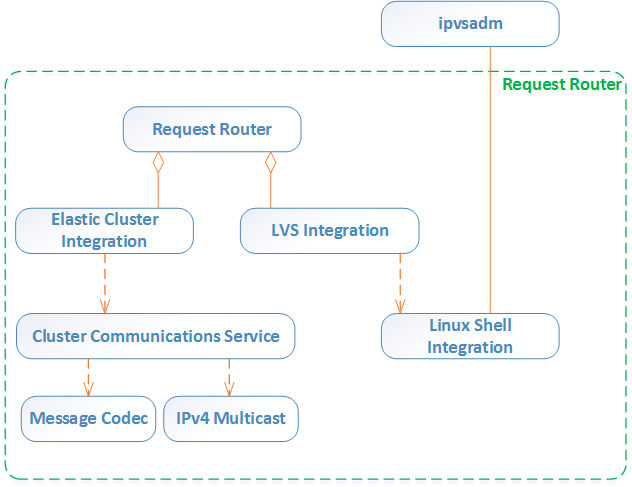 ipvsadm
Request Router
Request Router
Elastic Cluster
Integration
LVS Integration
Cluster Communications Service
Linux Shell
Integration
Message Codec
IPv4 Multicast